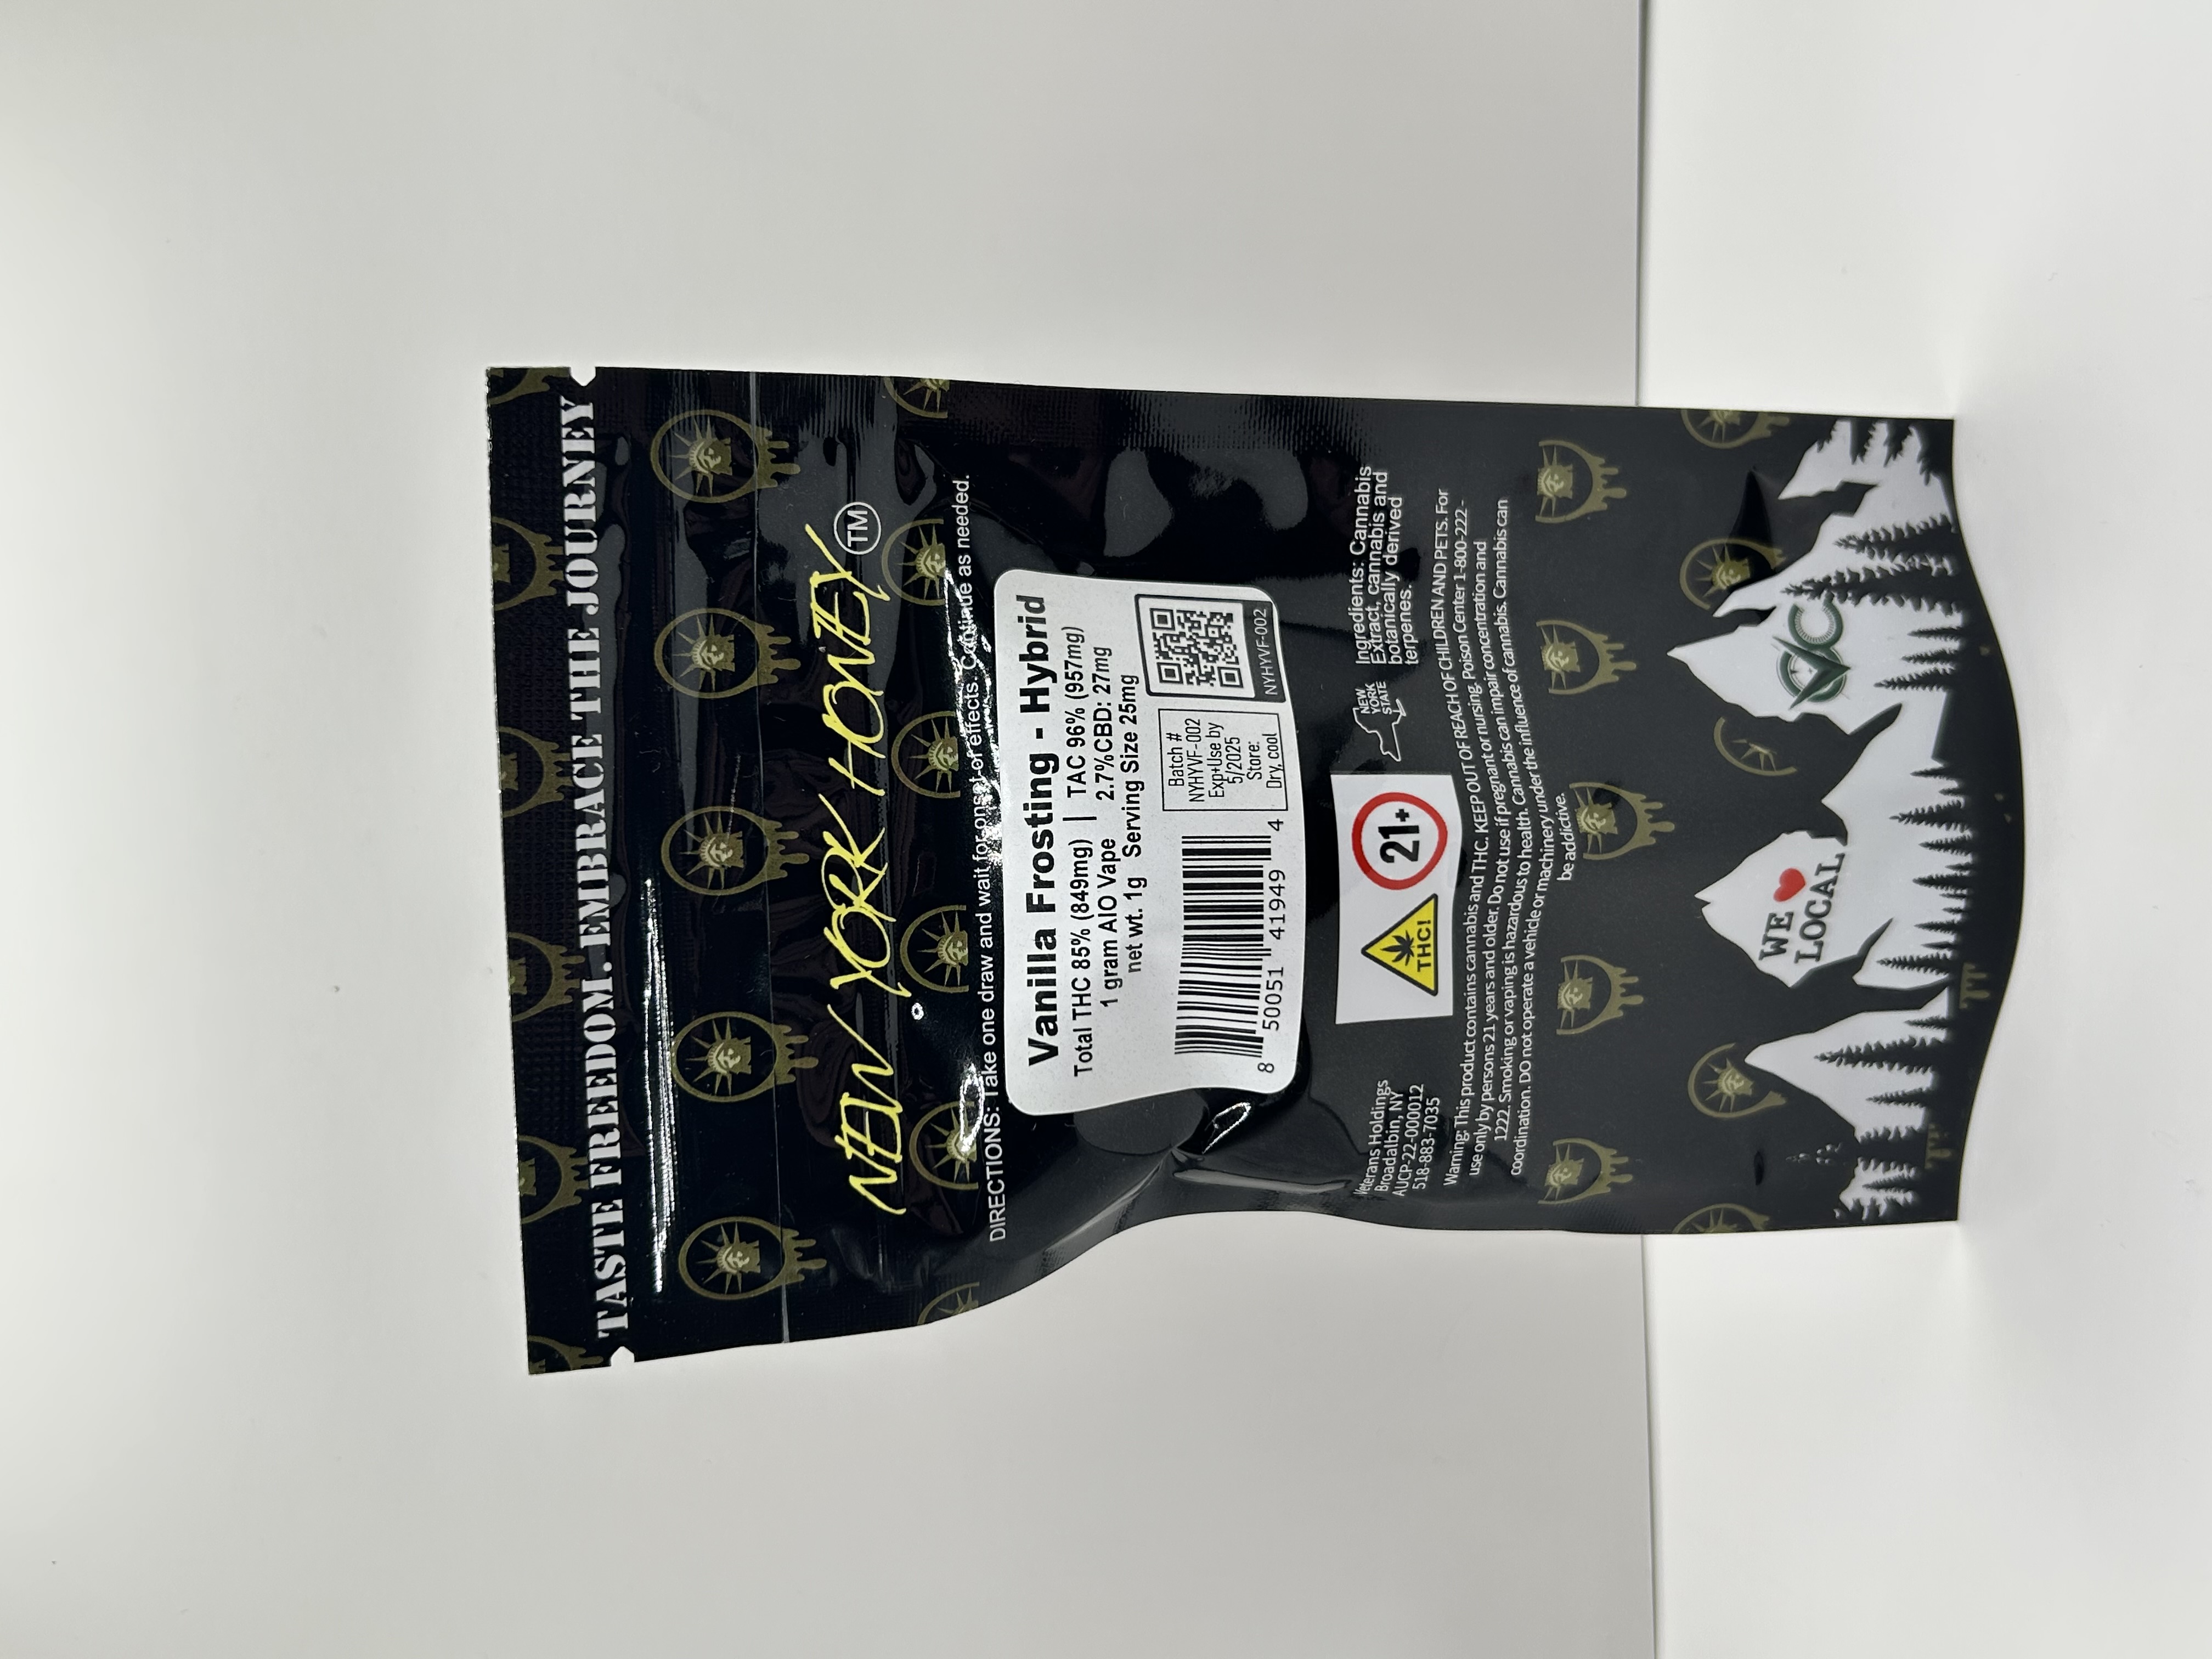 TASTE FREEDOM. EMBRACE THE JOURNEY
NEW YORK HONEY TM
DIRECTIONS: Take one draw and wait for onset of effects. Continue as needed.
Vanilla Frosting - Hybrid
Total THC 85% (849mg) | TAC 96% (957mg)
1 gram AIO Vape 2.7%CBD: 27mg
net wt. 1g Serving Size 25mg
8 50051 41949 4
Batch #
NYHYVF-002
Exp+Use by
5/2025
Store:
Dry, cool
NYHYVF-002
Veterans Holdings
Broadalbin, NY
AUCP-22-000012
518-883-7035
THC!
21+
NEW
YORK
STATE
Ingredients: Cannabis
Extract, cannabis and
botanically derived
terpenes.
Warning: This product contains cannabis and THC. KEEP OUT OF REACH OF CHILDREN AND PETS. For
use only by persons 21 years and older. Do not use if pregnant or nursing. Poison Center 1-800-222-
1222. Smoking or vaping is hazardous to health. Cannabis can impair concentration and
coordination. DO not operate a vehicle or machinery under the influence of cannabis. Cannabis can
be addictive.
WE
LOCAL
VC